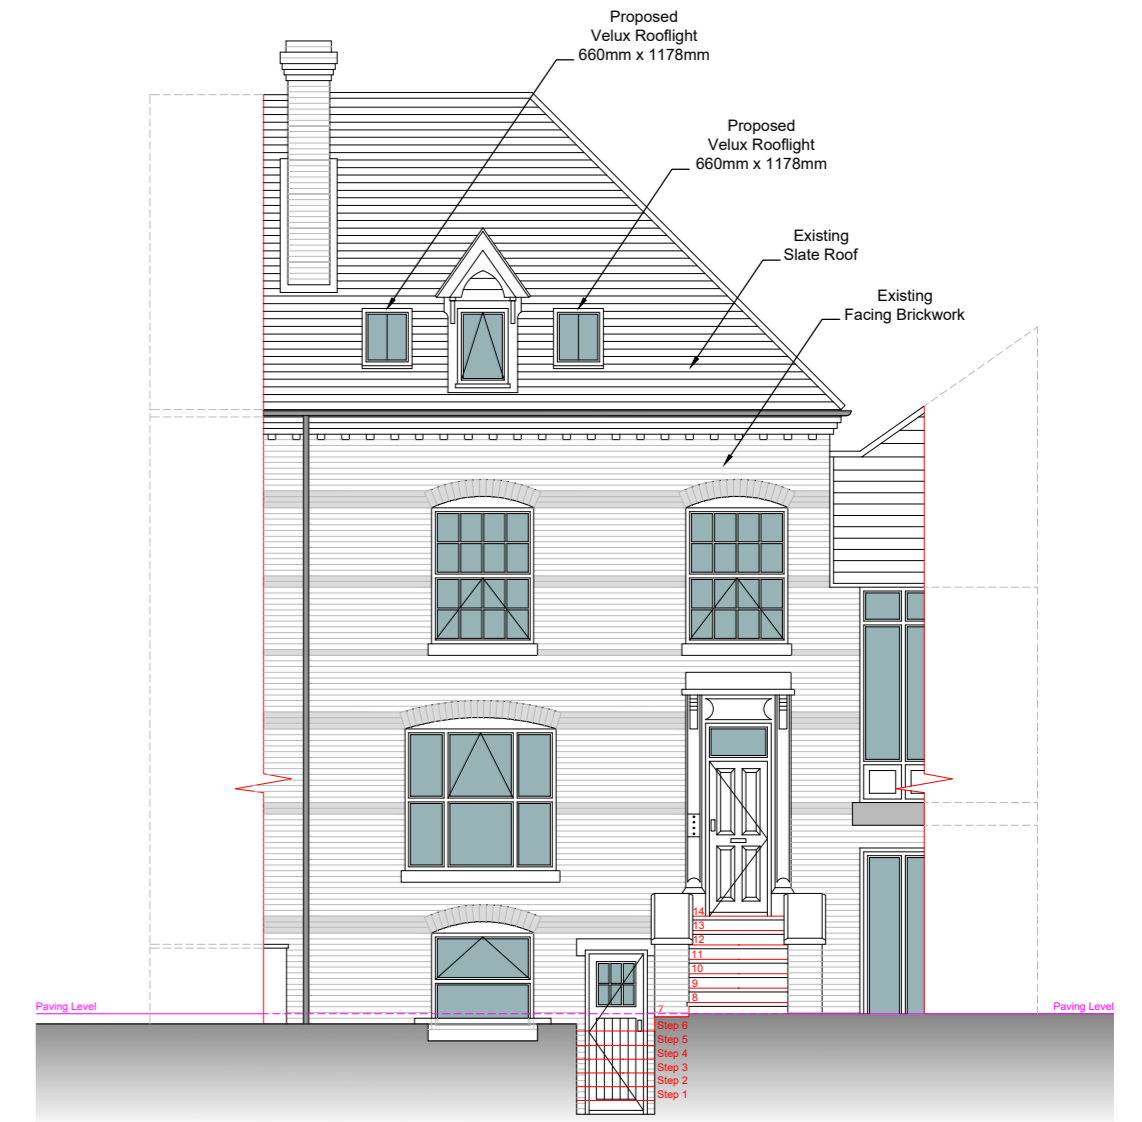 Proposed
Velux Rooflight
660mm x 1178mm
Proposed
Velux Rooflight
660mm x 1178mm
Existing
Slate Roof
Existing
Facing Brickwork
14
13
12
11
10
9
8
7
Paving Level
Paving Level
Step 6
Step 5
Step 4
Step 3
Step 2
Step 1